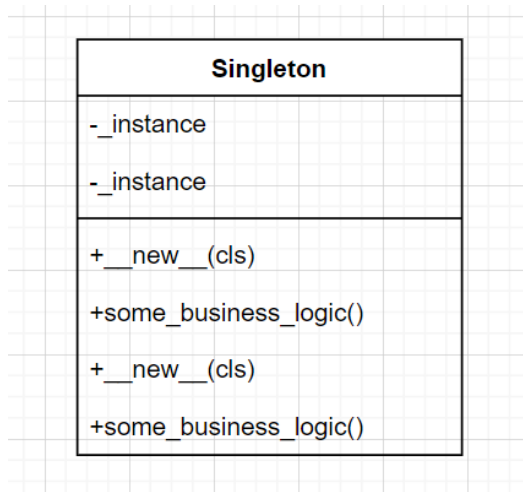 Singleton
-_instance
-_instance
+__new__(cls)
+some_business_logic()
+__new__(cls)
+some_business_logic()